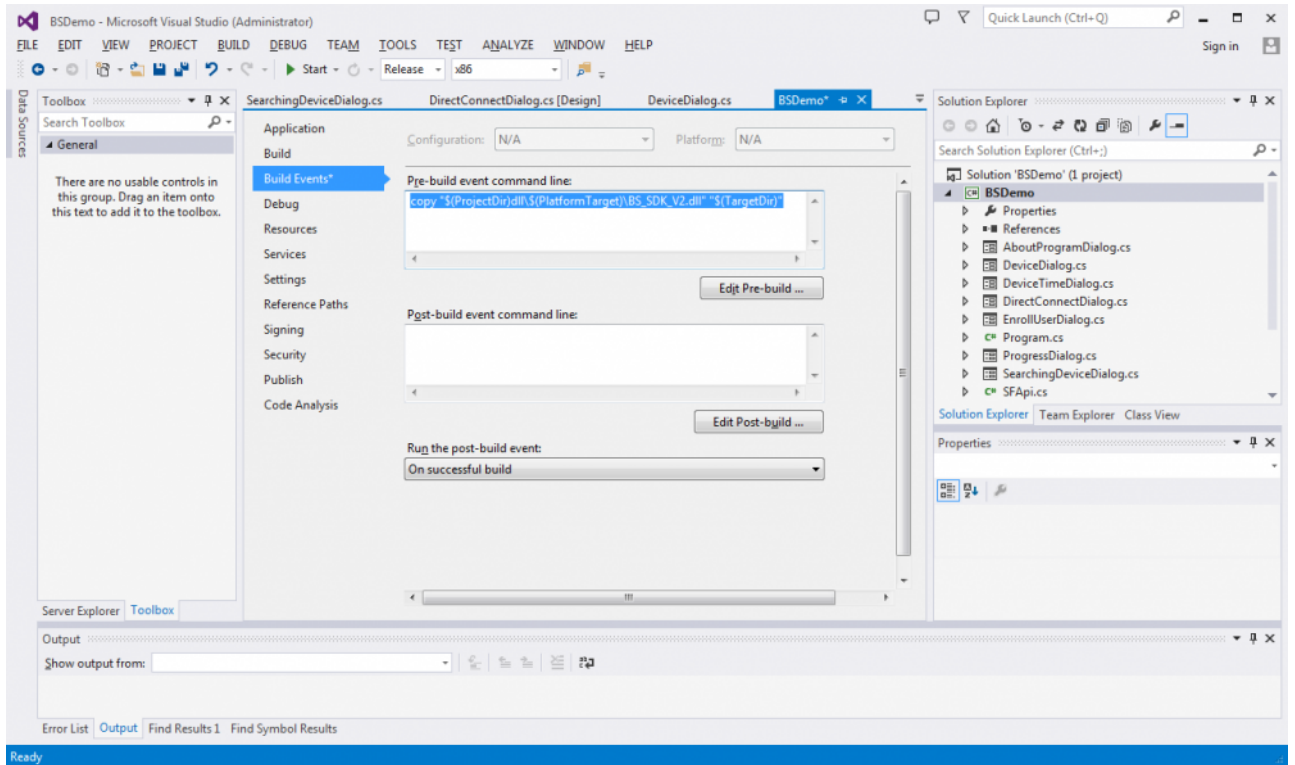 BSDemo - Microsoft Visual Studio (Administrator)
Quick Launch (Ctrl+Q)
FILE EDIT VIEW PROJECT BUILD DEBUG TEAM TOOLS TEST ANALYZE WINDOW HELP
Sign in
Start
Release
x86
Data Sources
Toolbox
Search Toolbox
General
There are no usable controls in
this group. Drag an item onto
this text to add it to the toolbox.
Server Explorer Toolbox
SearchingDeviceDialog.cs DirectConnectDialog.cs [Design] DeviceDialog.cs BSDemo*
Application
Build
Build Events*
Debug
Resources
Services
Settings
Reference Paths
Signing
Security
Publish
Code Analysis
Configuration: N/A Platform: N/A
Pre-build event command line:
copy "$(ProjectDir)dll\$(PlatformTarget)\BS_SDK_V2.dll" "$(TargetDir)"
Edit Pre-build ...
Post-build event command line:
Edit Post-build ...
Run the post-build event:
On successful build
Solution Explorer
Search Solution Explorer (Ctrl+;)
Solution 'BSDemo' (1 project)
C# BSDemo
Properties
References
AboutProgramDialog.cs
DeviceDialog.cs
DeviceTimeDialog.cs
DirectConnectDialog.cs
EnrollUserDialog.cs
C# Program.cs
ProgressDialog.cs
SearchingDeviceDialog.cs
C# SFApi.cs
Solution Explorer Team Explorer Class View
Properties
Output
Show output from:
Error List Output Find Results 1 Find Symbol Results
Ready